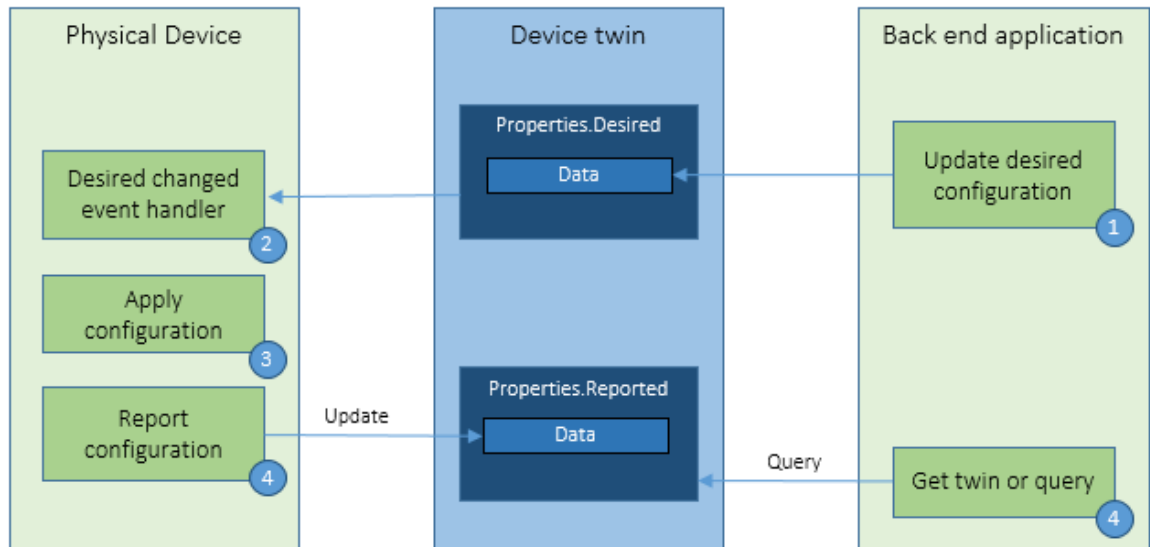 Physical Device
Desired changed
event handler
2
Apply
configuration
3
Report
configuration
4
Update
Device twin
Properties.Desired
Data
Properties.Reported
Data
Query
Back end application
Update desired
configuration
1
Get twin or query
4